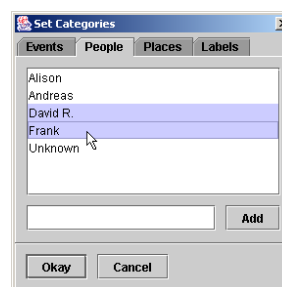 Set Categories
Events People Places Labels
Alison
Andreas
David R.
Frank
Unknown
Add
Okay Cancel